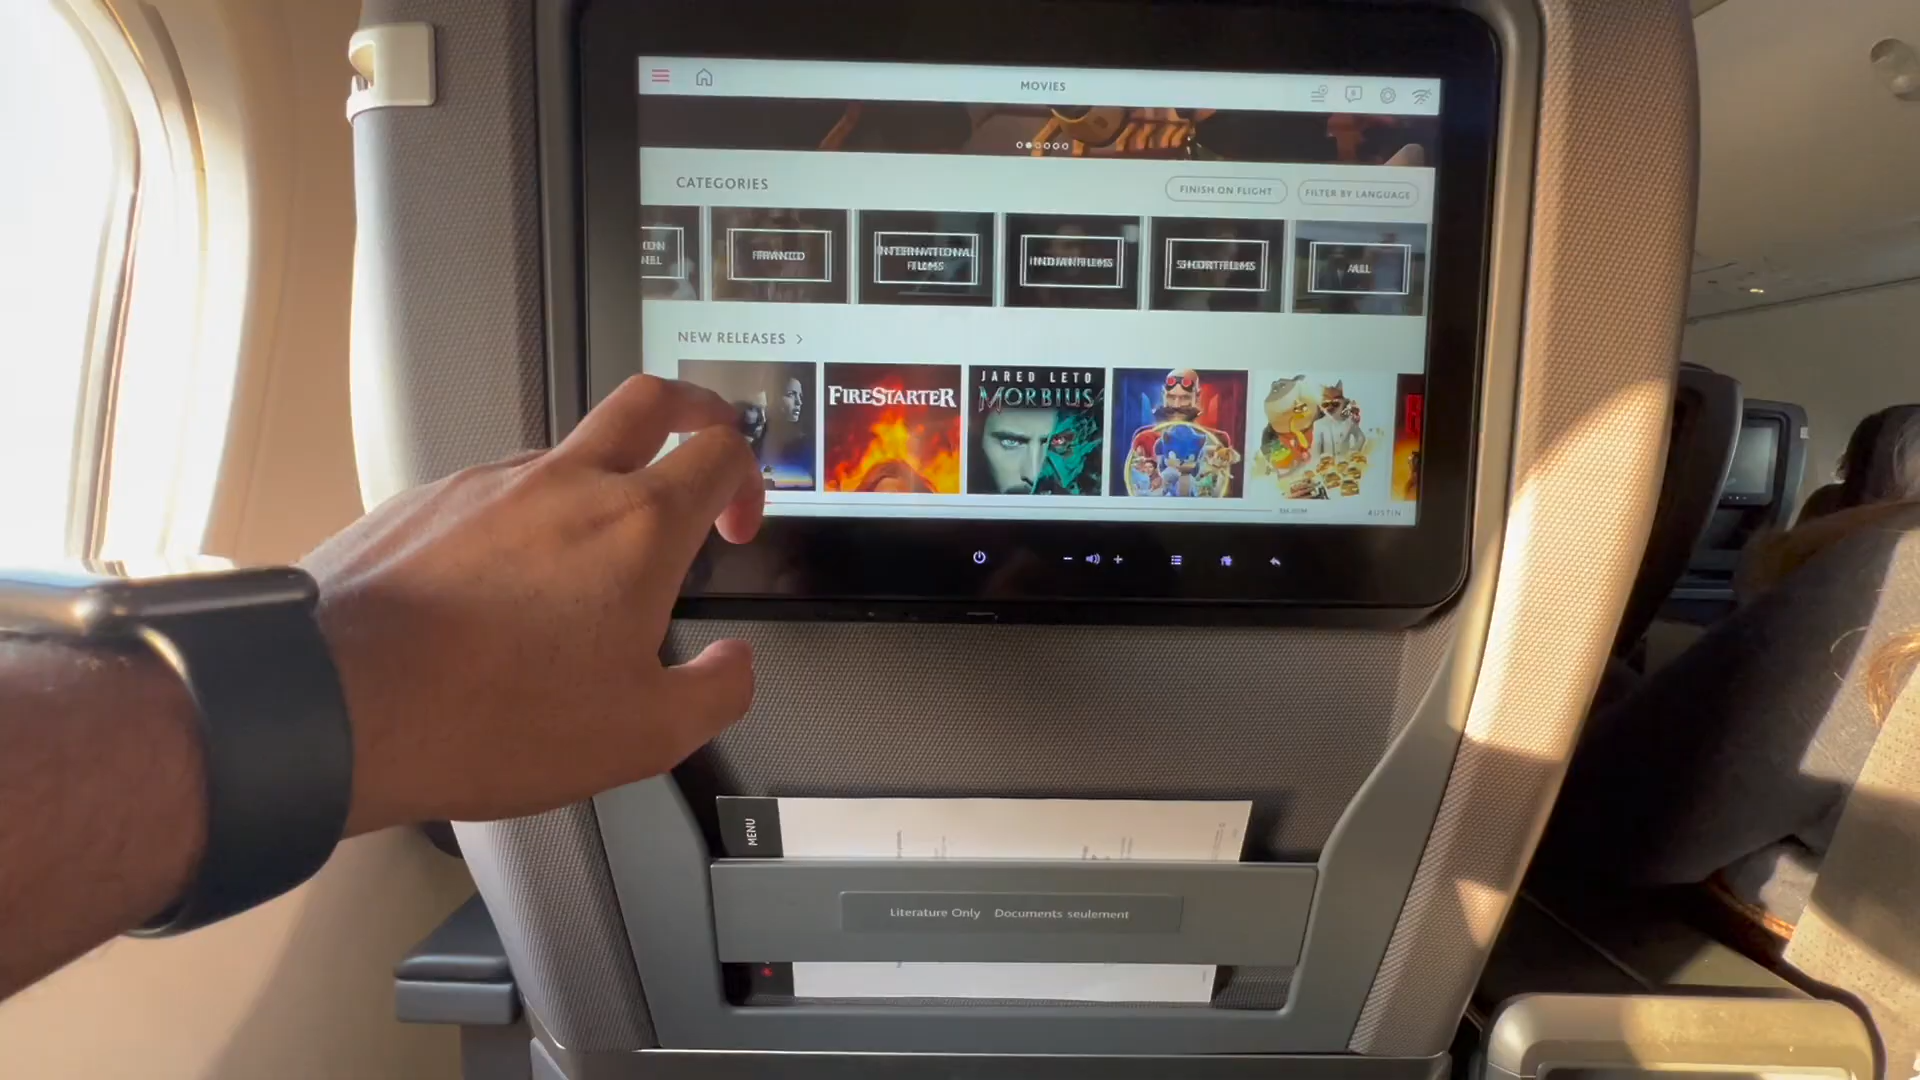 MOVIES
CATEGORIES
FINISH ON FLIGHT
FILTER BY LANGUAGE
FRANCO
INTERNATIONAL
FILMS
INDIAN FILMS
SHORT FILMS
ALL
NEW RELEASES >
FIRESTARTER
JARED LETO
MORBIUS
AUSTIN
MENU
Literature Only Documents seulement